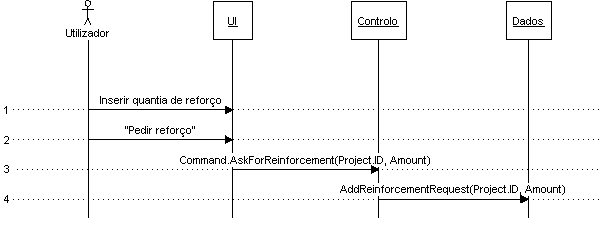 Utilizador
UI
Controlo
Dados
1 Inserir quantia de reforço
2 "Pedir reforço"
3 Command.AskForReinforcement(Project.ID, Amount)
4 AddReinforcementRequest(Project.ID, Amount)